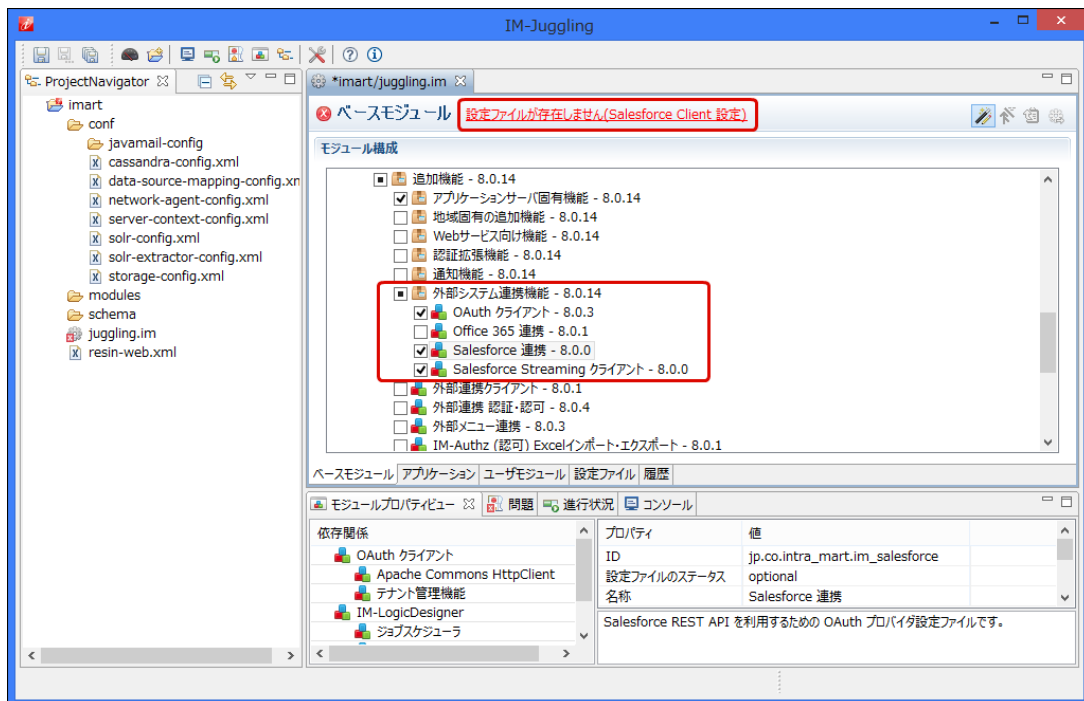 IM-Juggling
ProjectNavigator
imart
conf
javamail-config
cassandra-config.xml
data-source-mapping-config.xn
network-agent-config.xml
server-context-config.xml
solr-config.xml
solr-extractor-config.xml
storage-config.xml
modules
schema
juggling.im
resin-web.xml
*imart/juggling.im
ベースモジュール 設定ファイルが存在しません(Salesforce Client 設定)
モジュール構成
追加機能 - 8.0.14
アプリケーションサーバ固有機能 - 8.0.14
地域固有の追加機能 - 8.0.14
Webサービス向け機能 - 8.0.14
認証拡張機能 - 8.0.14
通知機能 - 8.0.14
外部システム連携機能 - 8.0.14
OAuth クライアント - 8.0.3
Office 365 連携 - 8.0.1
Salesforce 連携 - 8.0.0
Salesforce Streaming クライアント - 8.0.0
外部連携クライアント - 8.0.1
外部連携 認証・認可 - 8.0.4
外部メニュー連携 - 8.0.3
IM-Authz (認可) Excelインポート・エクスポート - 8.0.1
ベースモジュール アプリケーション ユーザモジュール 設定ファイル 履歴
モジュールプロパティビュー 問題 進行状況 コンソール
依存関係
OAuth クライアント
Apache Commons HttpClient
テナント管理機能
IM-LogicDesigner
ジョブスケジューラ
プロパティ 値
ID jp.co.intra_mart.im_salesforce
設定ファイルのステータス optional
名称 Salesforce 連携
Salesforce REST API を利用するための OAuth プロバイダ設定ファイルです。